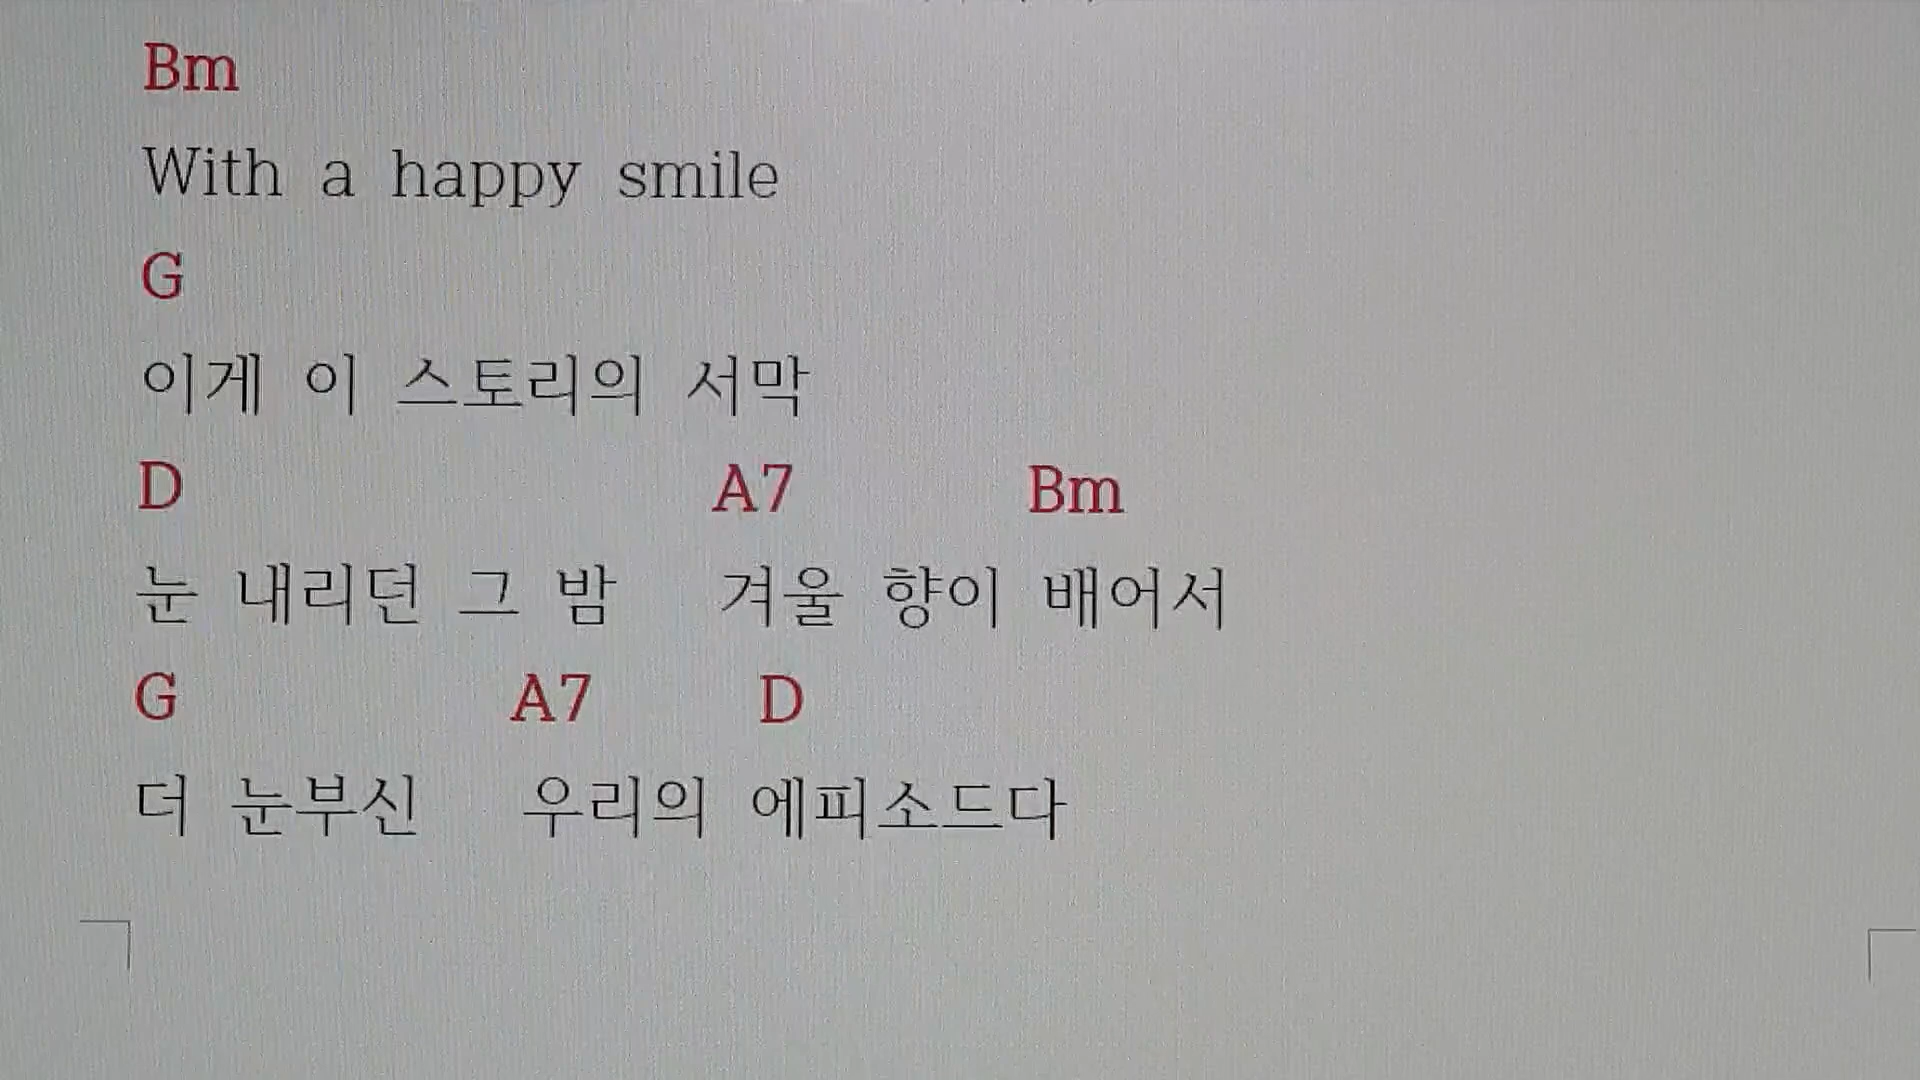 Bm
With a happy smile
G
이게 이 스토리의 서막
D A7 Bm
눈 내리던 그 밤 겨울 향이 배어서
G A7 D
더 눈부신 우리의 에피소드다